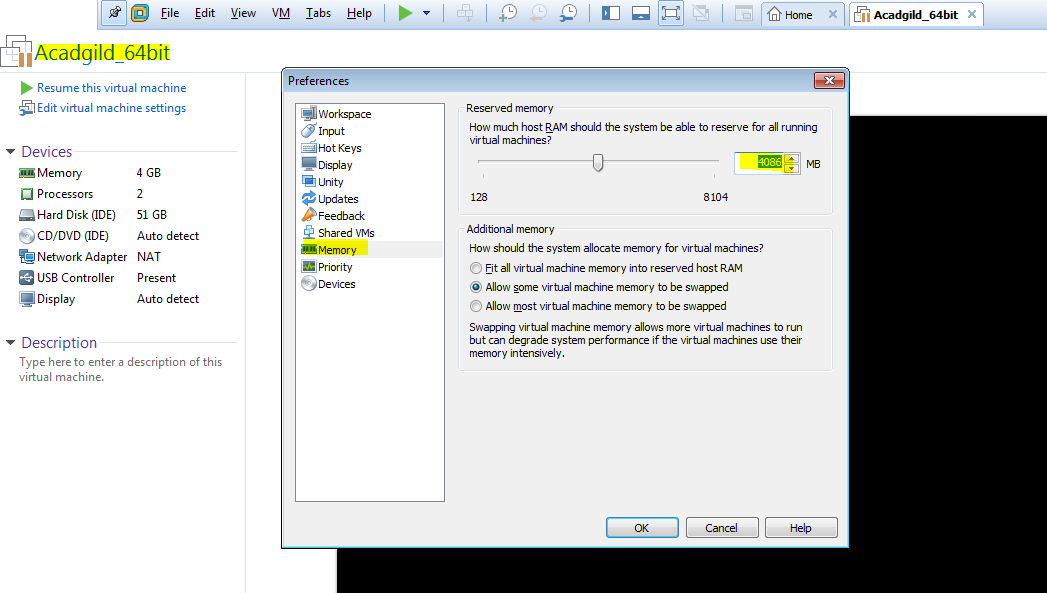 File Edit View VM Tabs Help Home Acadgild_64bit
Acadgild_64bit
Resume this virtual machine
Edit virtual machine settings
Devices
Memory 4 GB
Processors 2
Hard Disk (IDE) 51 GB
CD/DVD (IDE) Auto detect
Network Adapter NAT
USB Controller Present
Display Auto detect
Description
Type here to enter a description of this
virtual machine.
Preferences
Workspace
Input
Hot Keys
Display
Unity
Updates
Feedback
Shared VMs
Memory
Priority
Devices
Reserved memory
How much host RAM should the system be able to reserve for all running
virtual machines?
4086 MB
128 8104
Additional memory
How should the system allocate memory for virtual machines?
Fit all virtual machine memory into reserved host RAM
Allow some virtual machine memory to be swapped
Allow most virtual machine memory to be swapped
Swapping virtual machine memory allows more virtual machines to run
but can degrade system performance if the virtual machines use their
memory intensively.
OK Cancel Help